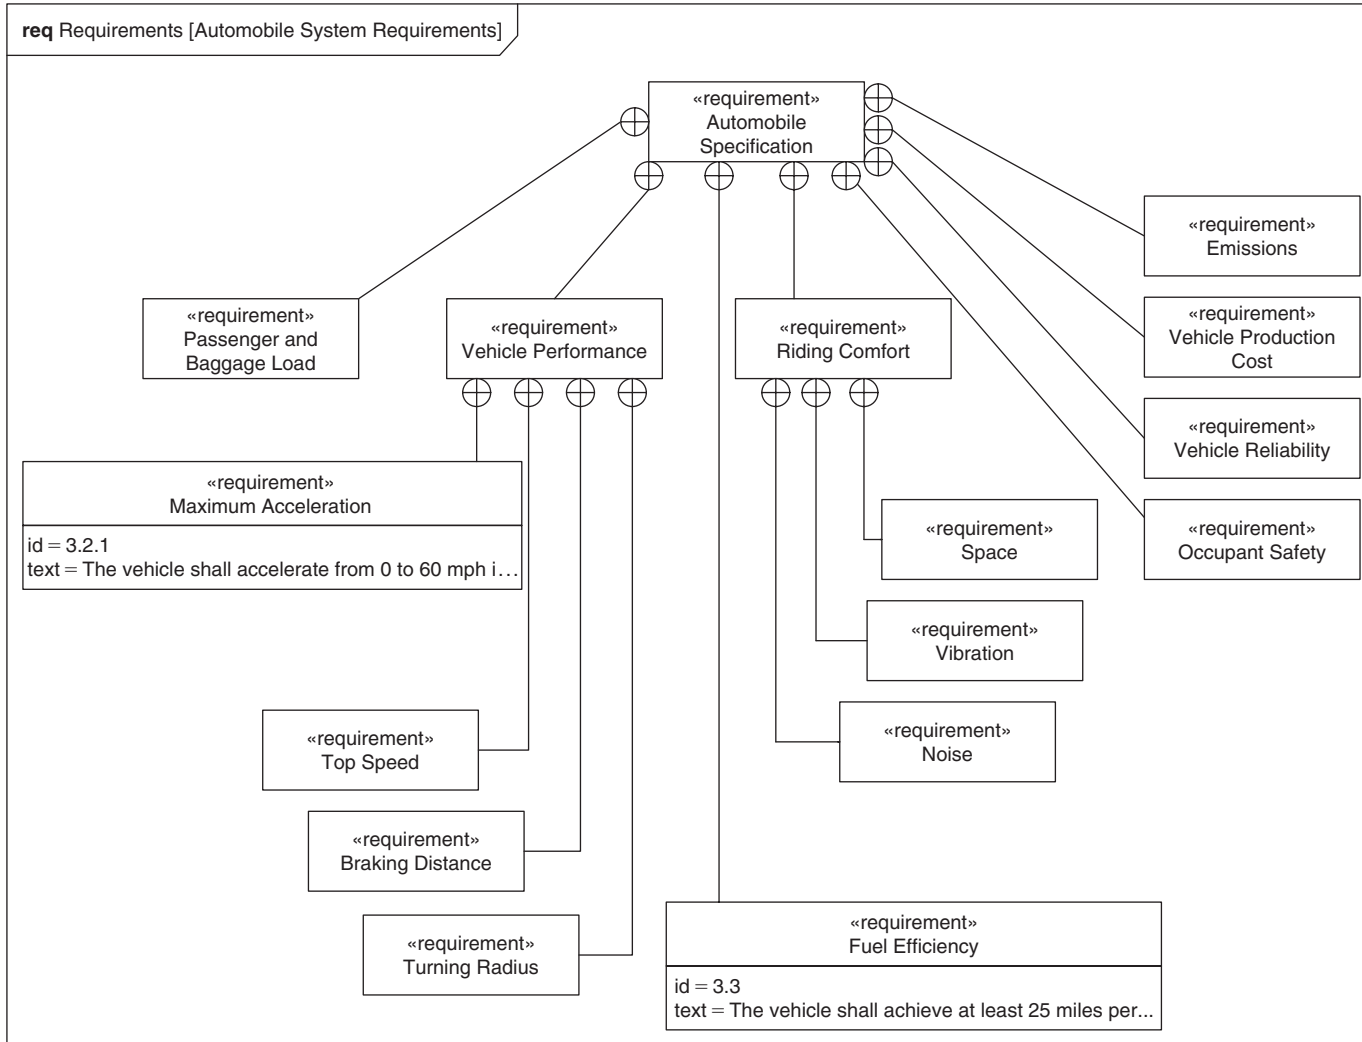 req Requirements [Automobile System Requirements]
«requirement»
Automobile
Specification
«requirement»
Emissions
«requirement»
Passenger and
Baggage Load
«requirement»
Vehicle Performance
«requirement»
Riding Comfort
«requirement»
Vehicle Production
Cost
«requirement»
Vehicle Reliability
«requirement»
Maximum Acceleration
id = 3.2.1
text = The vehicle shall accelerate from 0 to 60 mph i...
«requirement»
Space
«requirement»
Occupant Safety
«requirement»
Vibration
«requirement»
Top Speed
«requirement»
Noise
«requirement»
Braking Distance
«requirement»
Turning Radius
«requirement»
Fuel Efficiency
id = 3.3
text = The vehicle shall achieve at least 25 miles per...